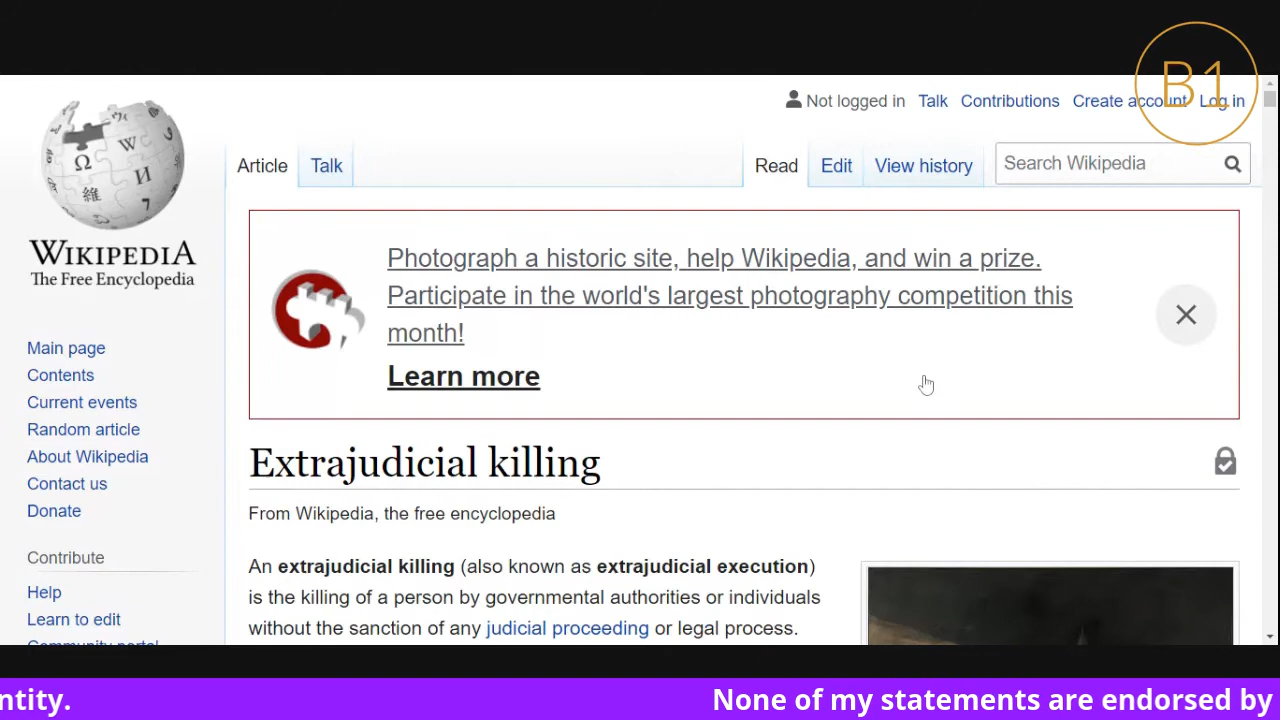 B1
Not logged in Talk Contributions Create account Log in
Article Talk Read Edit View history Search Wikipedia
Ω W И 維 7
WIKIPEDIA
The Free Encyclopedia
Main page
Contents
Current events
Random article
About Wikipedia
Contact us
Donate
Contribute
Help
Learn to edit
Community portal
Photograph a historic site, help Wikipedia, and win a prize.
Participate in the world's largest photography competition this
month!
Learn more
Extrajudicial killing
From Wikipedia, the free encyclopedia
An extrajudicial killing (also known as extrajudicial execution)
is the killing of a person by governmental authorities or individuals
without the sanction of any judicial proceeding or legal process.
ntity. None of my statements are endorsed by